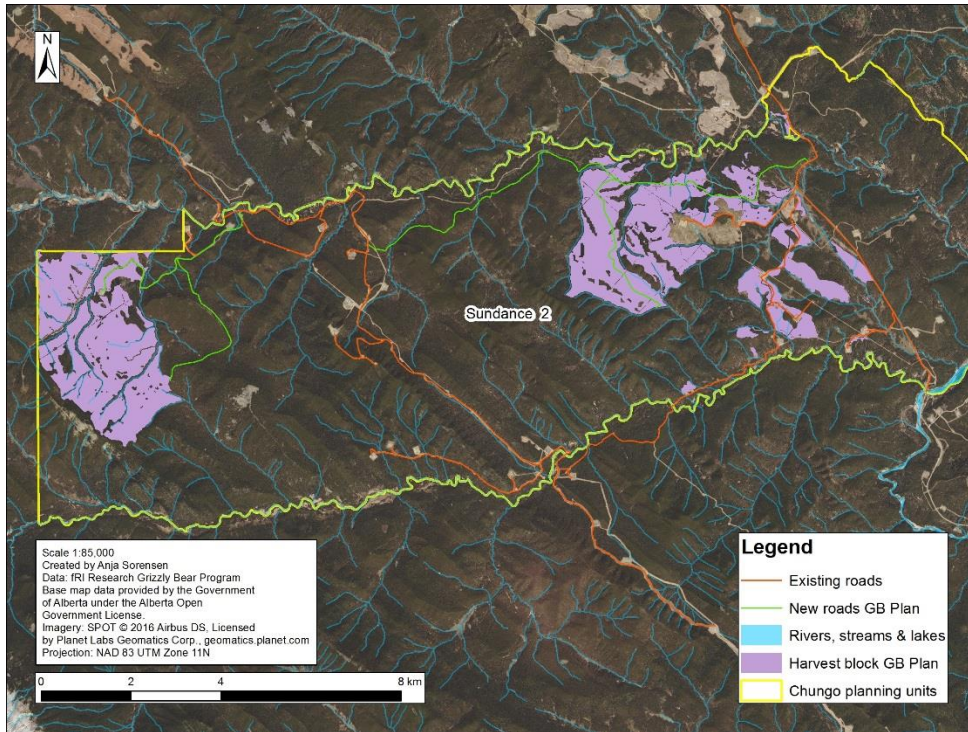 N
Sundance 2
Scale 1:85,000
Created by Anja Sorensen
Data: fRI Research Grizzly Bear Program
Base map data provided by the Government
of Alberta under the Alberta Open
Government License.
Imagery: SPOT © 2016 Airbus DS, Licensed
by Planet Labs Geomatics Corp., geomatics.planet.com
Projection: NAD 83 UTM Zone 11N
0 2 4 8 km
Legend
Existing roads
New roads GB Plan
Rivers, streams & lakes
Harvest block GB Plan
Chungo planning units